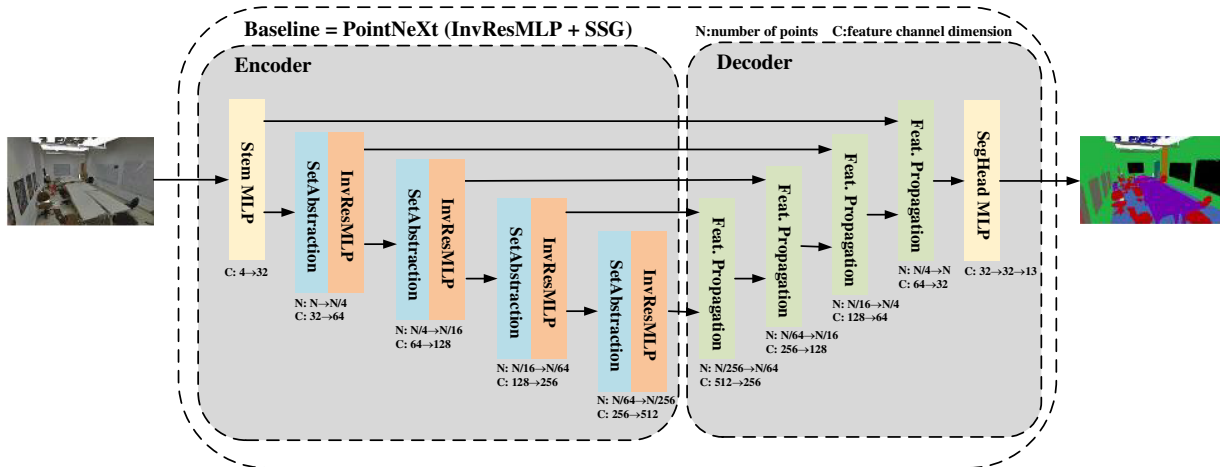 Baseline = PointNeXt (InvResMLP + SSG)
N:number of points C:feature channel dimension
Encoder
Decoder
Stem MLP
C: 4→32
SetAbstraction
InvResMLP
N: N→N/4
C: 32→64
SetAbstraction
InvResMLP
N: N/4→N/16
C: 64→128
SetAbstraction
InvResMLP
N: N/16→N/64
C: 128→256
SetAbstraction
InvResMLP
N: N/64→N/256
C: 256→512
Feat. Propagation
N: N/256→N/64
C: 512→256
Feat. Propagation
N: N/64→N/16
C: 256→128
Feat. Propagation
N: N/16→N/4
C: 128→64
Feat. Propagation
N: N/4→N
C: 64→32
SegHead MLP
C: 32→32→13